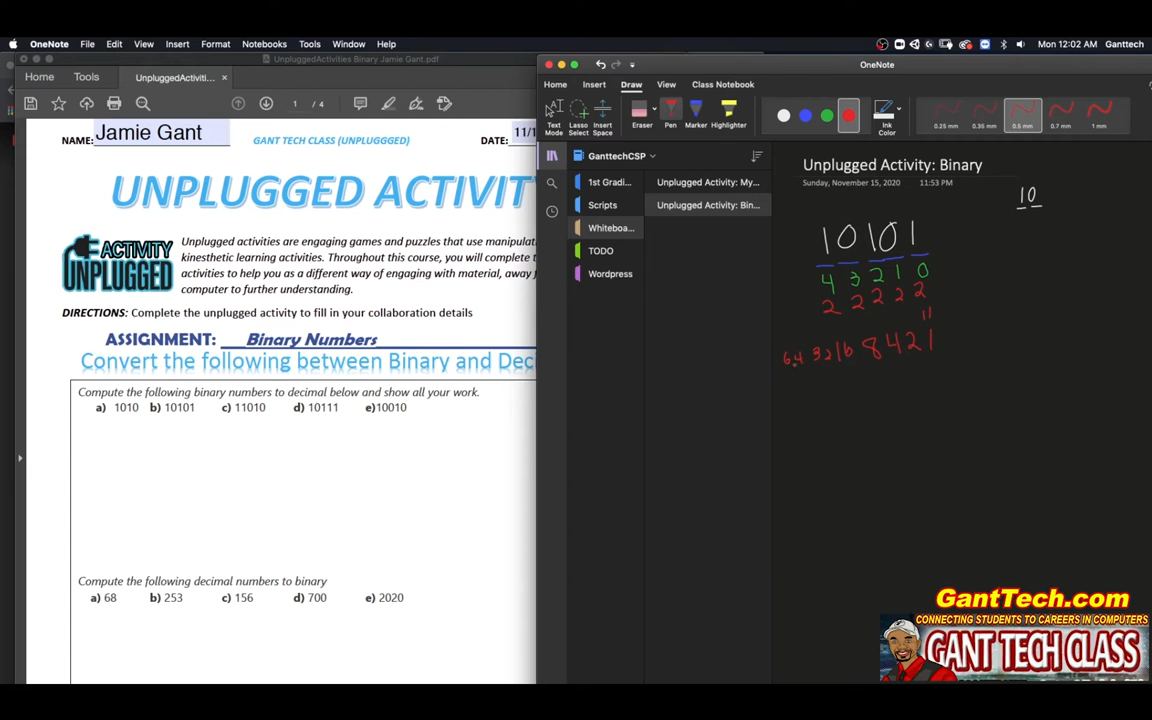 OneNote File Edit View Insert Format Notebooks Tools Window Help
Mon 12:02 AM Ganttech
UnpluggedActivities Binary Jamie Gant.pdf
Home Tools UnpluggedActiviti... ×
1 / 4
NAME: Jamie Gant GANT TECH CLASS (UNPLUGGGED) DATE: 11/1
UNPLUGGED ACTIVIT
ACTIVITY
UNPLUGGED
Unplugged activities are engaging games and puzzles that use manipulat
kinesthetic learning activities. Throughout this course, you will complete t
activities to help you as a different way of engaging with material, away f
computer to further understanding.
DIRECTIONS: Complete the unplugged activity to fill in your collaboration details
ASSIGNMENT: Binary Numbers
Convert the following between Binary and Deci
Compute the following binary numbers to decimal below and show all your work.
a) 1010 b) 10101 c) 11010 d) 10111 e)10010
Compute the following decimal numbers to binary
a) 68 b) 253 c) 156 d) 700 e) 2020
OneNote
Home Insert Draw View Class Notebook
Text Mode
Lasso Select
Insert Space
Eraser
Pen
Marker
Highlighter
Ink Color
0.25 mm 0.35 mm 0.5 mm 0.7 mm 1 mm
GanttechCSP
1st Gradi...
Scripts
Whiteboa...
TODO
Wordpress
Unplugged Activity: My...
Unplugged Activity: Bin...
Unplugged Activity: Binary
Sunday, November 15, 2020 11:53 PM
10
10101
4 3 2 1 0
2 2 2 2 2
11
64 32 16 8 4 2 1
GantTech.com
CONNECTING STUDENTS TO CAREERS IN COMPUTERS
GANT TECH CLASS